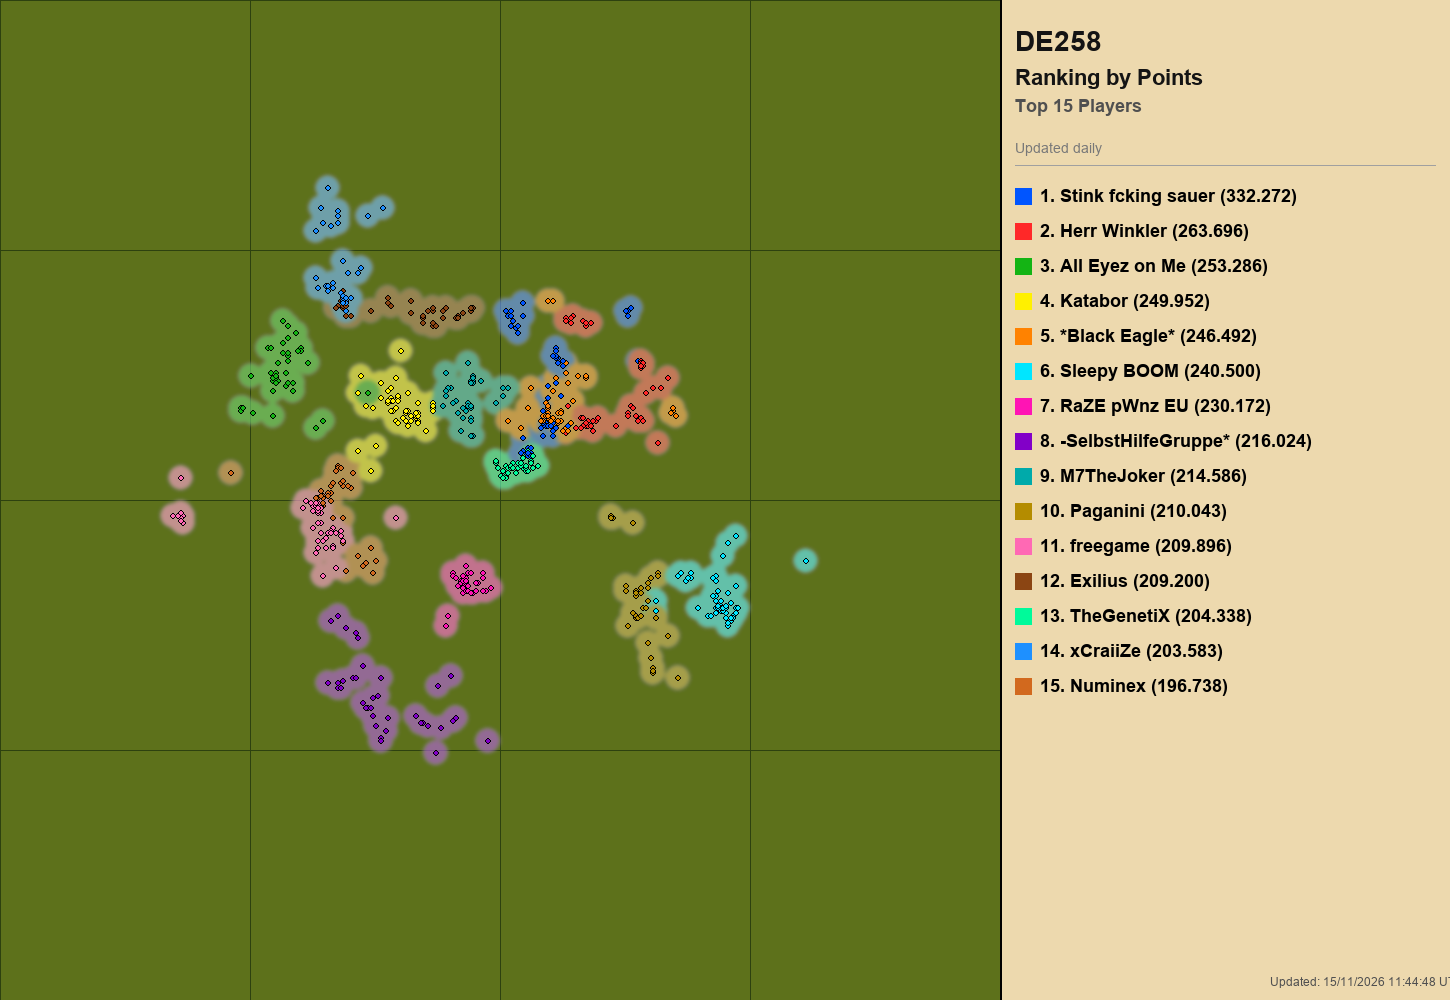 DE258
Ranking by Points
Top 15 Players
Updated daily
1. Stink fcking sauer (332.272)
2. Herr Winkler (263.696)
3. All Eyez on Me (253.286)
4. Katabor (249.952)
5. *Black Eagle* (246.492)
6. Sleepy BOOM (240.500)
7. RaZE pWnz EU (230.172)
8. -SelbstHilfeGruppe* (216.024)
9. M7TheJoker (214.586)
10. Paganini (210.043)
11. freegame (209.896)
12. Exilius (209.200)
13. TheGenetiX (204.338)
14. xCraiiZe (203.583)
15. Numinex (196.738)
Updated: 15/11/2026 11:44:48 U